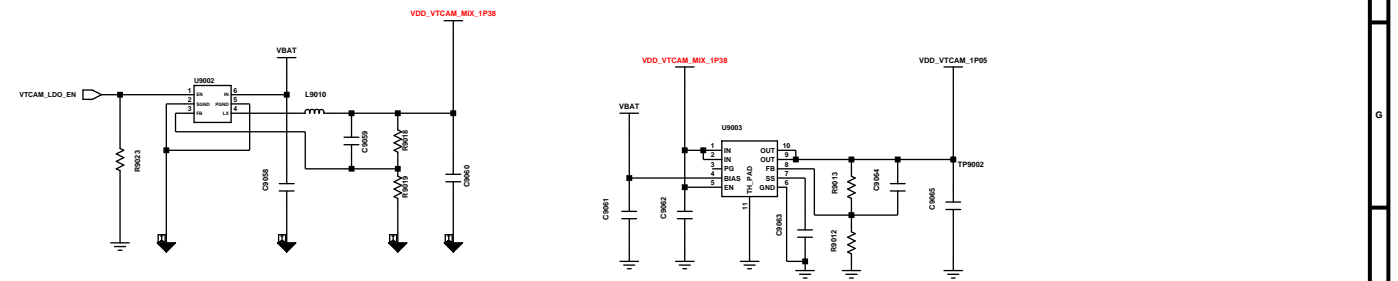 VDD_VTCAM_MIX_1P38
VBAT
U9002
VTCAM_LDO_EN
1 EN IN 6
2 SGND PGND 5
3 FB LX 4
L9010
R9023
C9058
C9059
R9018
R9019
C9060
VDD_VTCAM_MIX_1P38
VDD_VTCAM_1P05
VBAT
U9003
1 IN OUT 10
2 IN OUT 9
3 PG FB 8
4 BIAS SS 7
5 EN GND 6
TH_PAD
11
TP9002
C9061
C9062
C9063
R9013
R9012
C9064
C9065
G